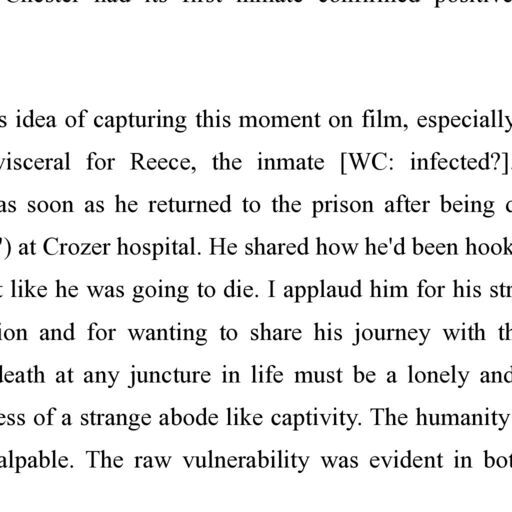 Chester had its first inmate confirmed positive
s idea of capturing this moment on film, especially
visceral for Reece, the inmate [WC: infected?].
as soon as he returned to the prison after being
?) at Crozer hospital. He shared how he'd been hook
t like he was going to die. I applaud him for his str
ion and for wanting to share his journey with th
death at any juncture in life must be a lonely and
ess of a strange abode like captivity. The humanity
alpable. The raw vulnerability was evident in bot